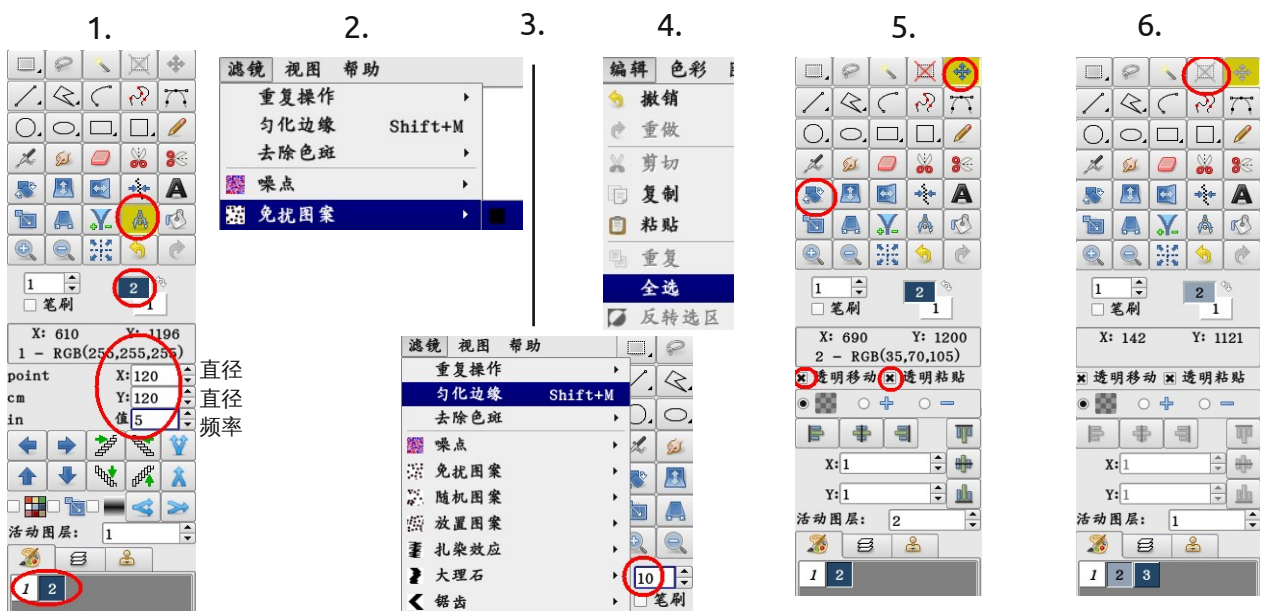 1.
X: 610 Y: 1196
1 - RGB(255,255,255)
point X: 120 直径
cm Y: 120 直径
in 值 5 频率
1
笔刷
2
1
活动图层: 1
1 2
2.
滤镜 视图 帮助
重复操作
匀化边缘 Shift+M
去除色斑
噪点
免扰图案
3.
滤镜 视图 帮助
重复操作
匀化边缘 Shift+M
去除色斑
噪点
免扰图案
随机图案
放置图案
扎染效应
大理石
锯齿
10
笔刷
4.
编辑 色彩
撤销
重做
剪切
复制
粘贴
重复
全选
反转选区
5.
A
1
笔刷
2
1
X: 690 Y: 1200
2 - RGB(35,70,105)
透明移动 透明粘贴
X: 1
Y: 1
活动图层: 2
1 2
6.
A
1
笔刷
2
1
X: 142 Y: 1121
透明移动 透明粘贴
X: 1
Y: 1
活动图层: 1
1 2 3